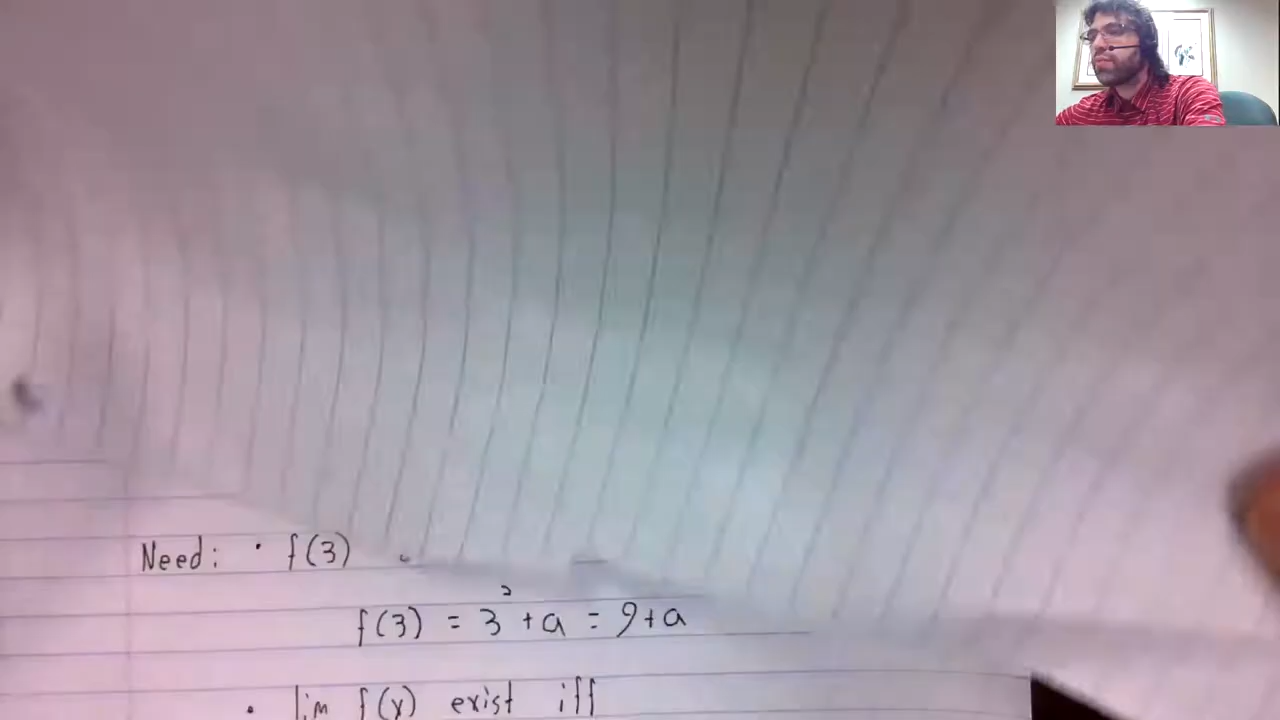 Need: · f(3)
f(3) = 3² + a = 9 + a
· lim f(x) exist iff